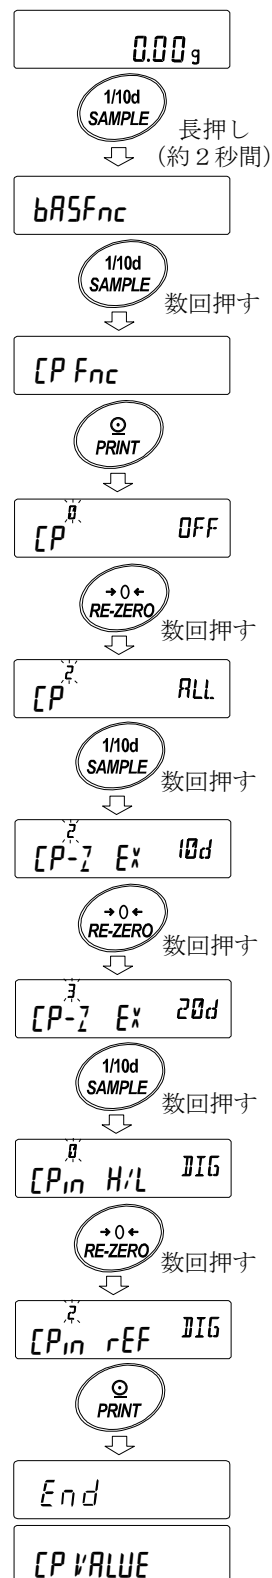 0.00 g
1/10d
SAMPLE
長押し
(約２秒間)
bASFnc
1/10d
SAMPLE
数回押す
CP Fnc
PRINT
0
CP OFF
→0←
RE-ZERO
数回押す
2
CP ALL
1/10d
SAMPLE
数回押す
2
CP-Z Ex 10d
→0←
RE-ZERO
数回押す
3
CP-Z Ex 20d
1/10d
SAMPLE
数回押す
0
CPin H/L DIG
→0←
RE-ZERO
数回押す
2
CPin rEF DIG
PRINT
End
CP VALUE